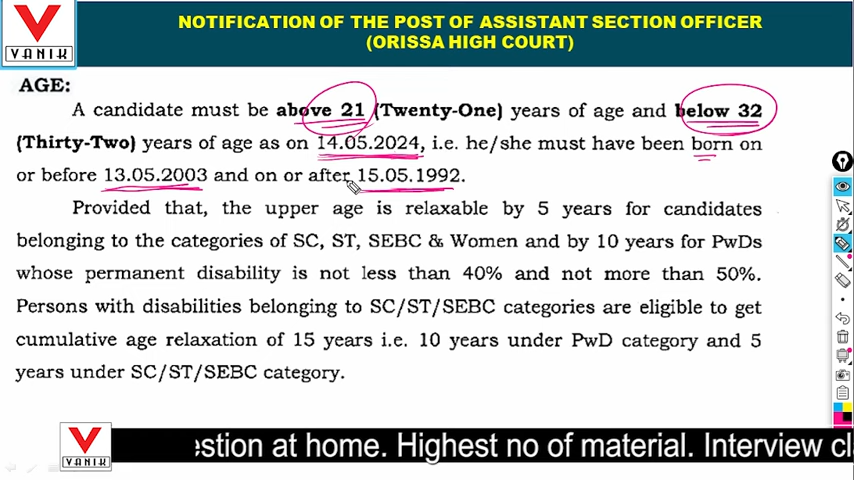 NOTIFICATION OF THE POST OF ASSISTANT SECTION OFFICER
(ORISSA HIGH COURT)
VANIK
AGE:
A candidate must be above 21 (Twenty-One) years of age and below 32
(Thirty-Two) years of age as on 14.05.2024, i.e. he/she must have been born on
or before 13.05.2003 and on or after 15.05.1992.
Provided that, the upper age is relaxable by 5 years for candidates
belonging to the categories of SC, ST, SEBC & Women and by 10 years for PwDs
whose permanent disability is not less than 40% and not more than 50%.
Persons with disabilities belonging to SC/ST/SEBC categories are eligible to get
cumulative age relaxation of 15 years i.e. 10 years under PwD category and 5
years under SC/ST/SEBC category.
VANIK
estion at home. Highest no of material. Interview cl